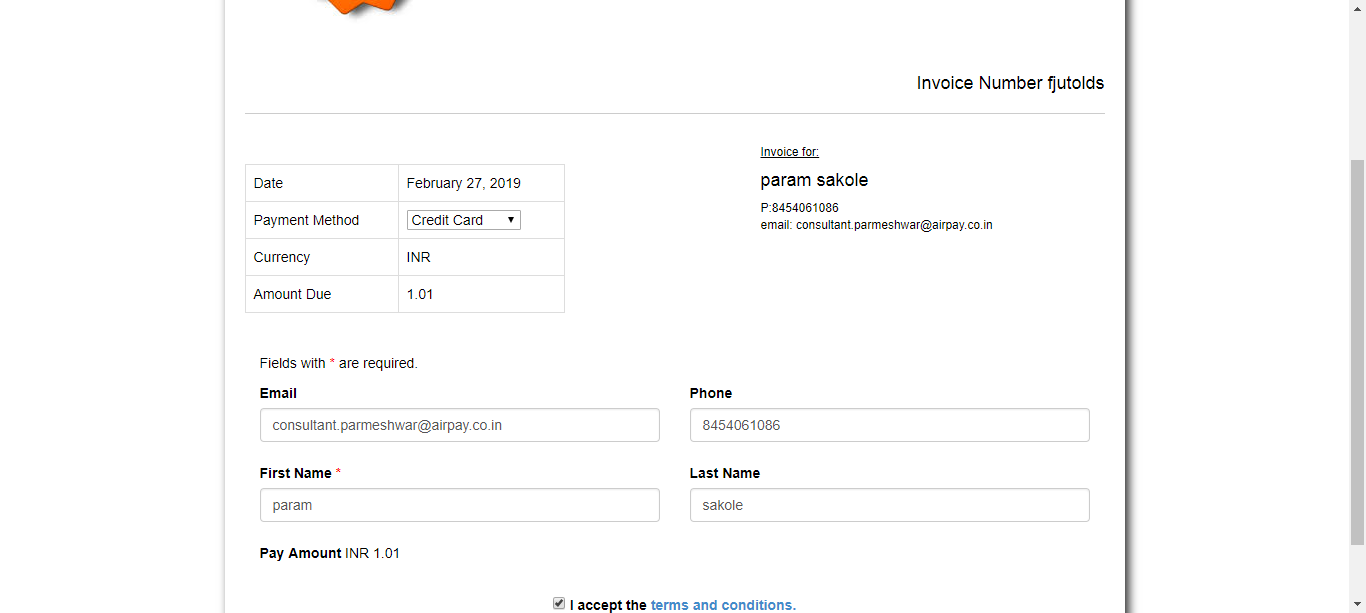 Invoice Number fjutolds
Invoice for:
param sakole
P:8454061086
email: consultant.parmeshwar@airpay.co.in
Date February 27, 2019
Payment Method Credit Card
Currency INR
Amount Due 1.01
Fields with * are required.
Email Phone
consultant.parmeshwar@airpay.co.in 8454061086
First Name * Last Name
param sakole
Pay Amount INR 1.01
I accept the terms and conditions.